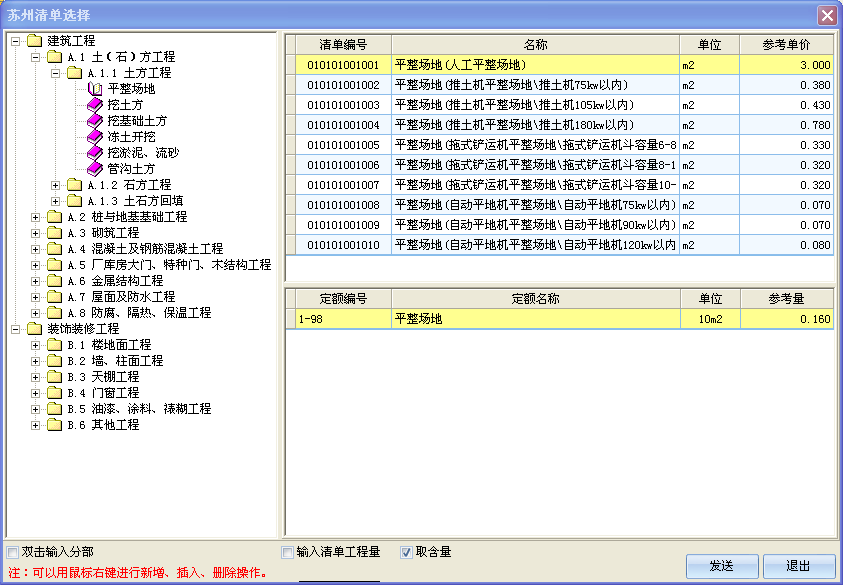 苏州清单选择
建筑工程
A.1 土(石)方工程
A.1.1 土方工程
平整场地
挖土方
挖基础土方
冻土开挖
挖淤泥、流砂
管沟土方
A.1.2 石方工程
A.1.3 土石方回填
A.2 桩与地基基础工程
A.3 砌筑工程
A.4 混凝土及钢筋混凝土工程
A.5 厂库房大门、特种门、木结构工程
A.6 金属结构工程
A.7 屋面及防水工程
A.8 防腐、隔热、保温工程
装饰装修工程
B.1 楼地面工程
B.2 墙、柱面工程
B.3 天棚工程
B.4 门窗工程
B.5 油漆、涂料、裱糊工程
B.6 其他工程
清单编号 名称 单位 参考单价
010101001001 平整场地(人工平整场地) m2 3.000
010101001002 平整场地(推土机平整场地\推土机75kw以内) m2 0.380
010101001003 平整场地(推土机平整场地\推土机105kw以内) m2 0.430
010101001004 平整场地(推土机平整场地\推土机180kw以内) m2 0.780
010101001005 平整场地(拖式铲运机平整场地\拖式铲运机斗容量6-8 m2 0.330
010101001006 平整场地(拖式铲运机平整场地\拖式铲运机斗容量8-1 m2 0.320
010101001007 平整场地(拖式铲运机平整场地\拖式铲运机斗容量10- m2 0.320
010101001008 平整场地(自动平地机平整场地\自动平地机75kw以内) m2 0.070
010101001009 平整场地(自动平地机平整场地\自动平地机90kw以内) m2 0.070
010101001010 平整场地(自动平地机平整场地\自动平地机120kw以内 m2 0.080
定额编号 定额名称 单位 参考量
1-98 平整场地 10m2 0.160
双击输入分部 输入清单工程量 取含量
注：可以用鼠标右键进行新增、插入、删除操作。
发送 退出